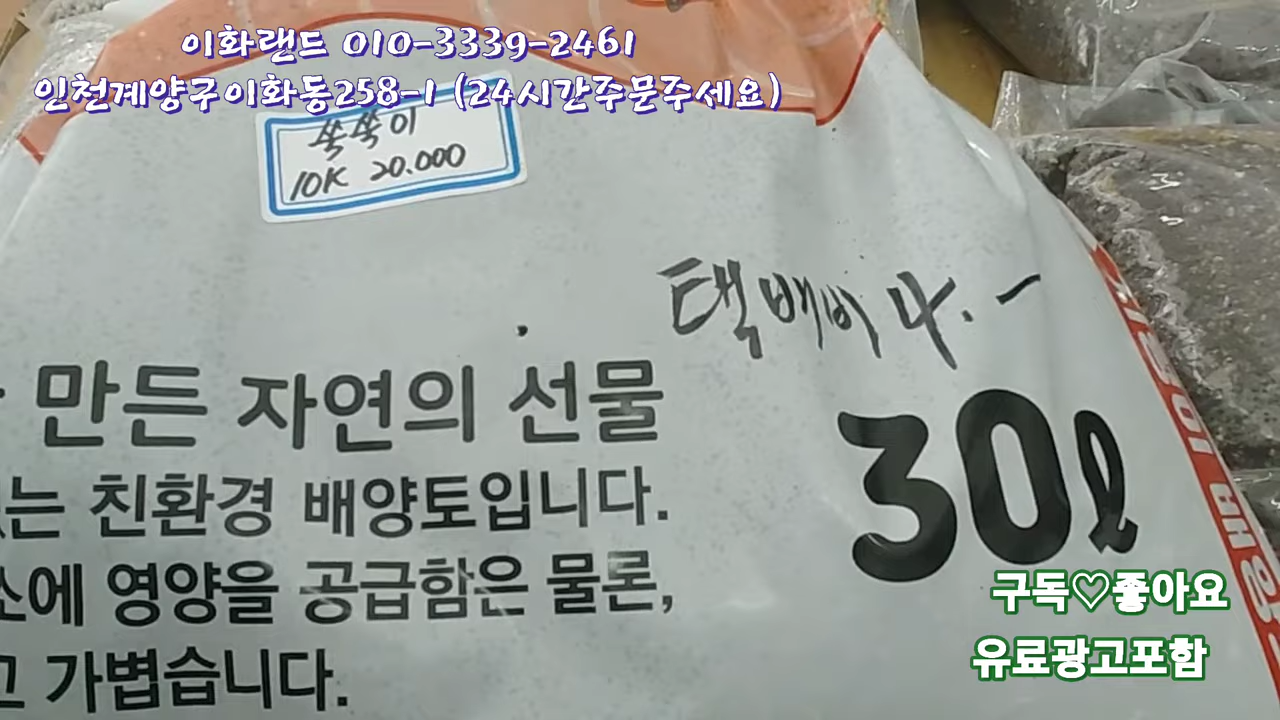 이화랜드 010-3339-2461
인천계양구이화동258-1 (24시간주문주세요)
쑥쑥이
10K 20.000
택배비 4.-
만든 자연의 선물
는 친환경 배양토입니다.
소에 영양을 공급함은 물론,
고 가볍습니다.
30ℓ
구독♡좋아요
유료광고포함